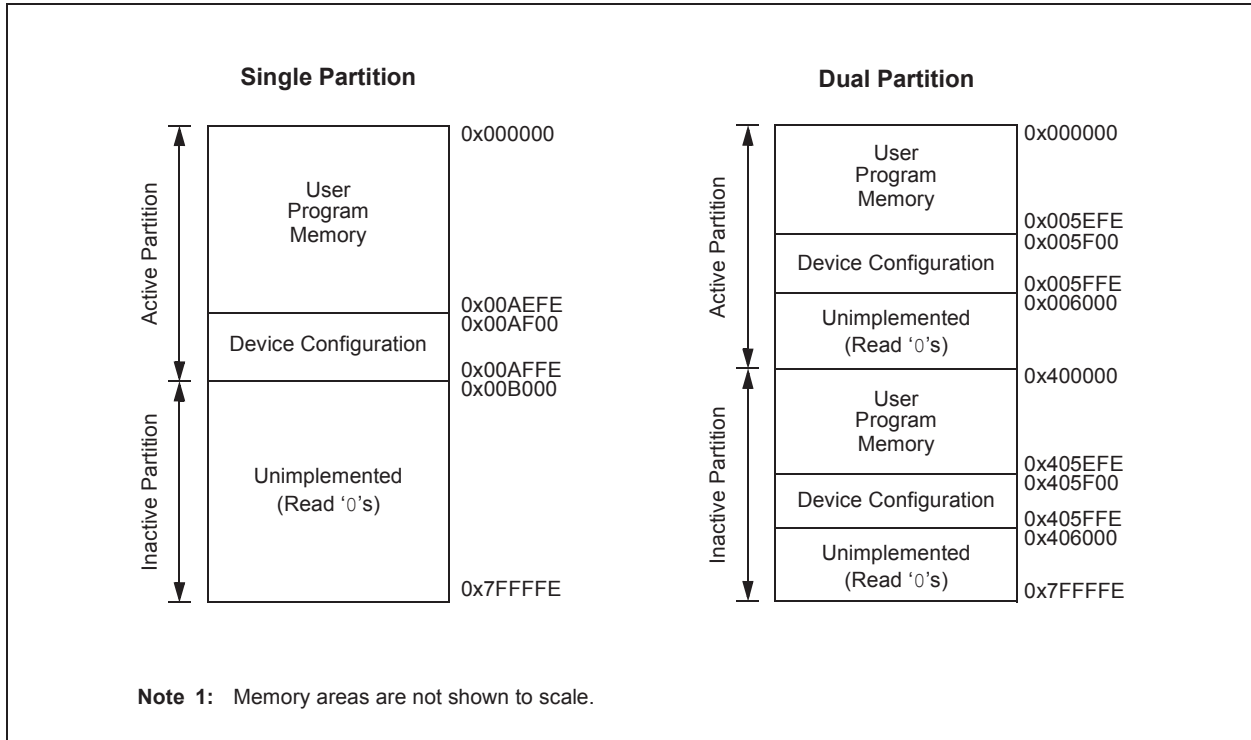 Single Partition
Active Partition
Inactive Partition
User
Program
Memory
Device Configuration
Unimplemented
(Read ‘0’s)
0x000000
0x00AEFE
0x00AF00
0x00AFFE
0x00B000
0x7FFFFE
Dual Partition
Active Partition
Inactive Partition
User
Program
Memory
Device Configuration
Unimplemented
(Read ‘0’s)
User
Program
Memory
Device Configuration
Unimplemented
(Read ‘0’s)
0x000000
0x005EFE
0x005F00
0x005FFE
0x006000
0x400000
0x405EFE
0x405F00
0x405FFE
0x406000
0x7FFFFE
Note 1: Memory areas are not shown to scale.